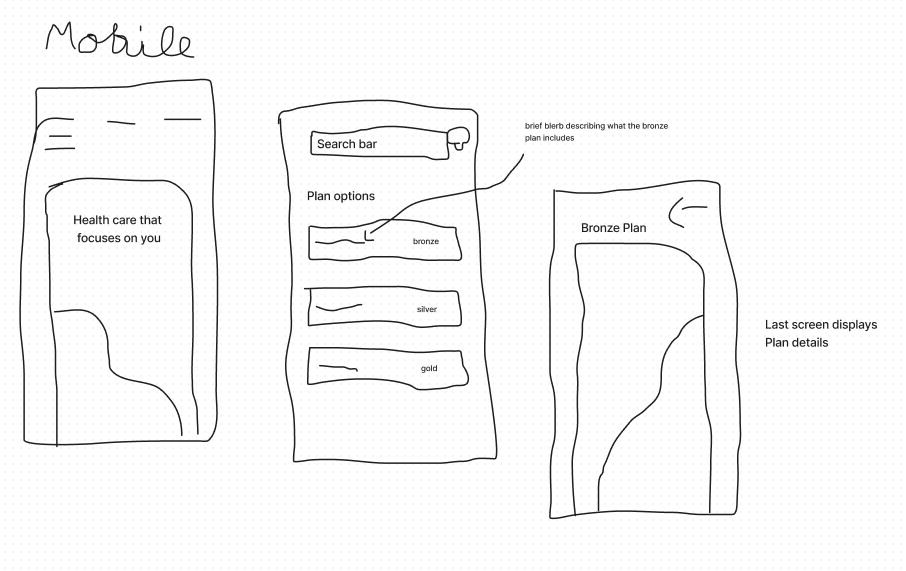 Mobile
Health care that
focuses on you
Search bar
Plan options
bronze
silver
gold
brief blerb describing what the bronze
plan includes
Bronze Plan
Last screen displays
Plan details